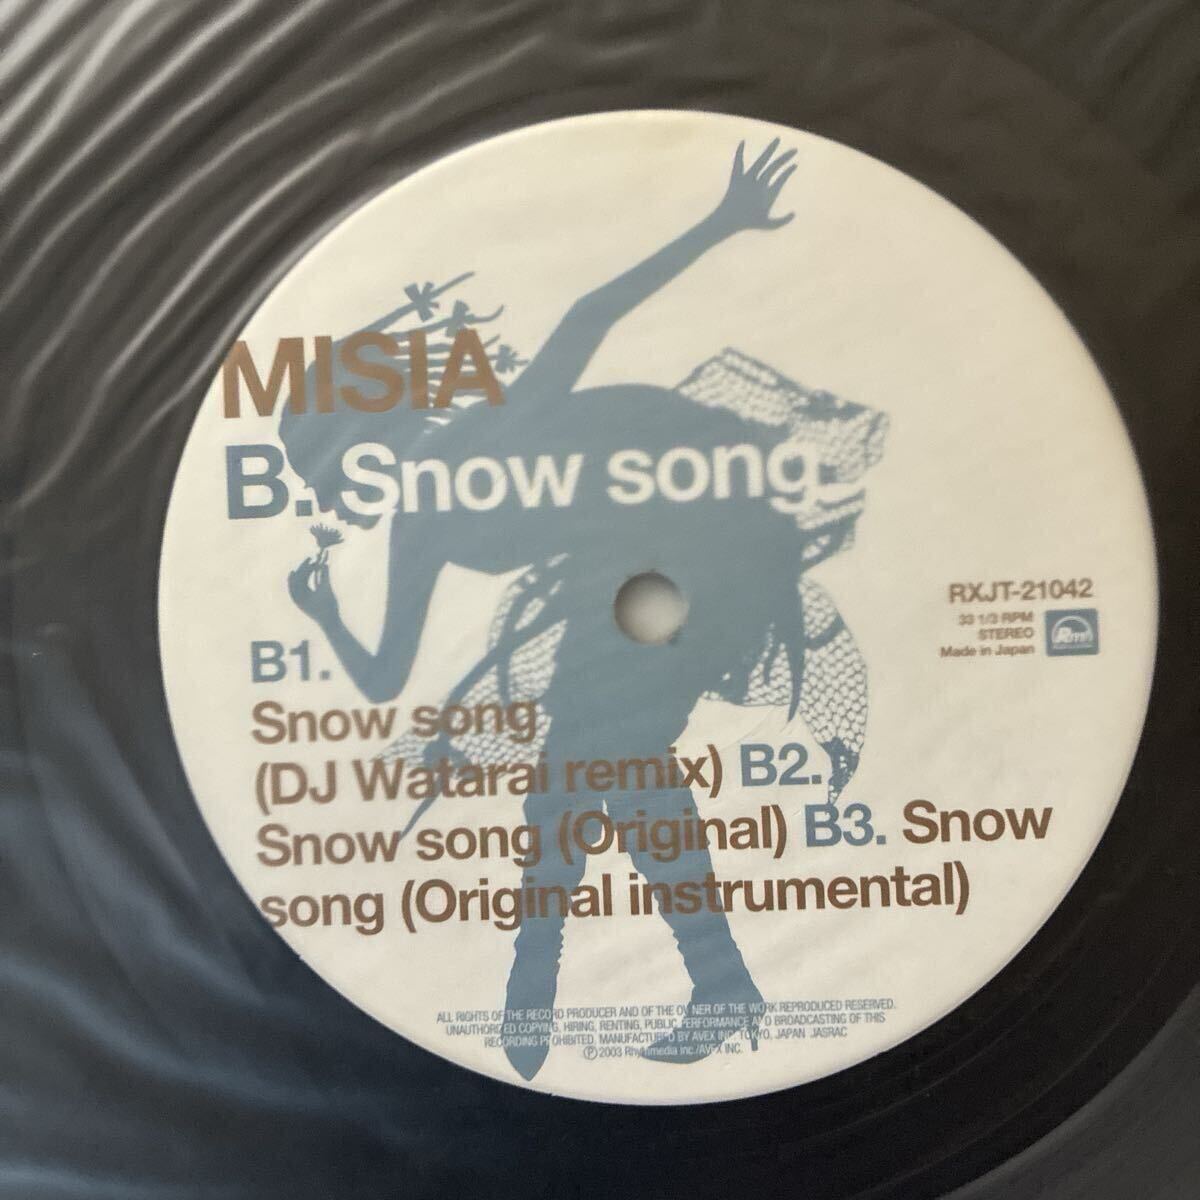 MISIA
B. Snow song
RXJT-21042
33 1/3 RPM
STEREO
Made in Japan
B1.
Snow song
(DJ Watarai remix) B2.
Snow song (Original) B3. Snow
song (Original instrumental)
ALL RIGHTS OF THE RECORD PRODUCER AND OF THE OWNER OF THE WORK REPRODUCED RESERVED.
UNAUTHORIZED COPYING, HIRING, RENTING, PUBLIC PERFORMANCE AND BROADCASTING OF THIS
RECORDING PROHIBITED. MANUFACTURED BY AVEX INC. TOKYO, JAPAN JASRAC
Ⓟ2003 Rhythmedia Inc./AVEX INC.